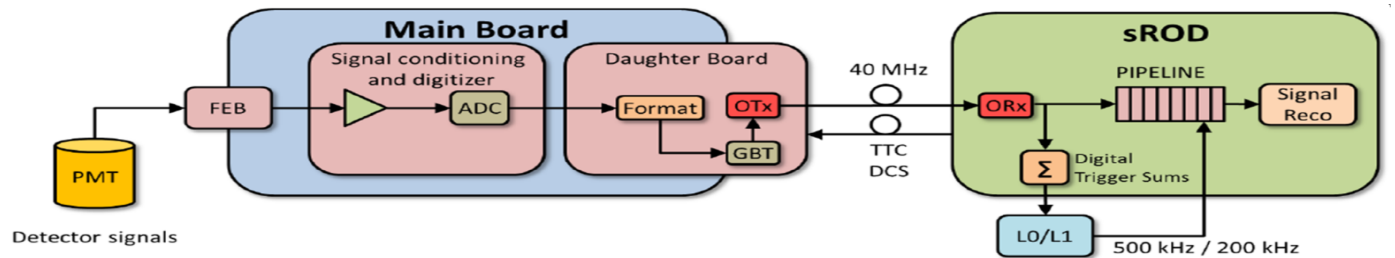 Main Board
Signal conditioning
and digitizer
Daughter Board
FEB
ADC
Format
OTx
GBT
PMT
Detector signals
40 MHz
TTC
DCS
sROD
PIPELINE
ORx
Signal
Reco
Σ
Digital
Trigger Sums
L0/L1
500 kHz / 200 kHz